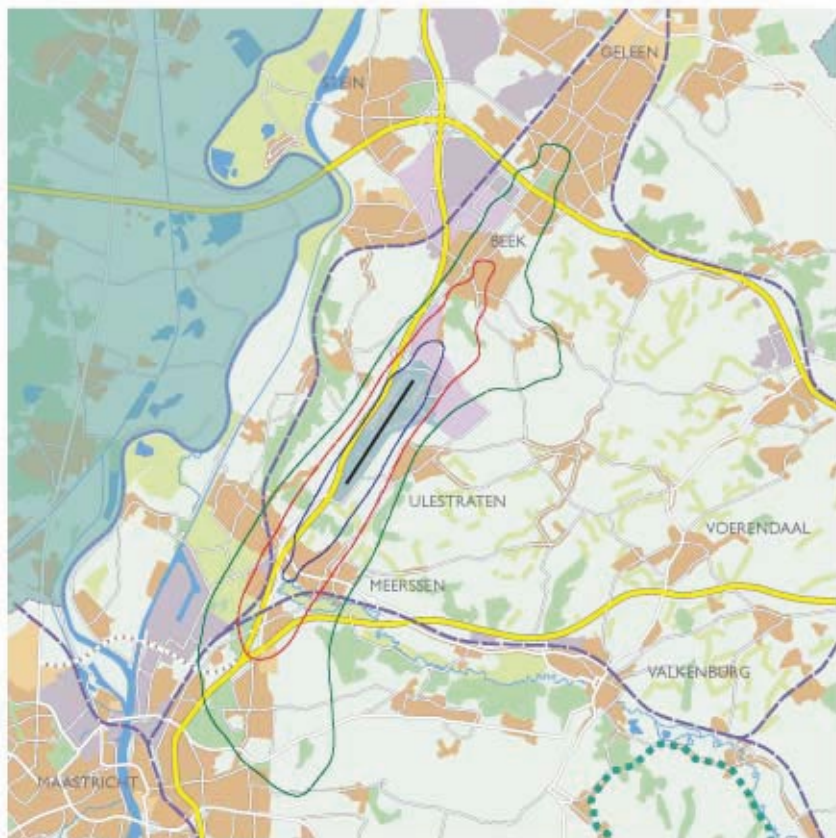 GELEEN
STEIN
BEEK
ULESTRATEN
VOERENDAAL
MEERSSEN
VALKENBURG
MAASTRICHT